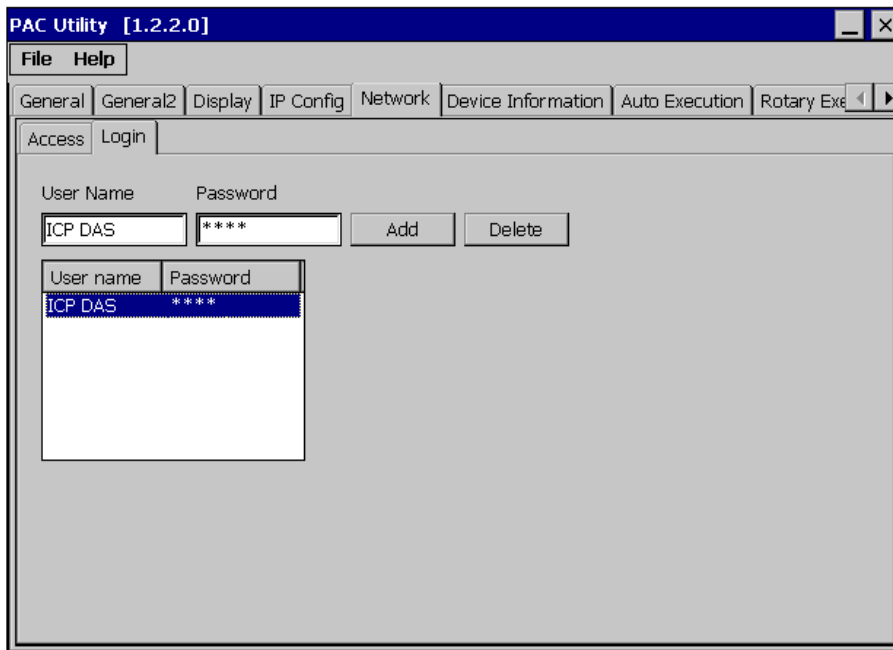 PAC Utility [1.2.2.0]
File Help
General General2 Display IP Config Network Device Information Auto Execution Rotary Exe
Access Login
User Name Password
ICP DAS **** Add Delete
User name Password
ICP DAS ****